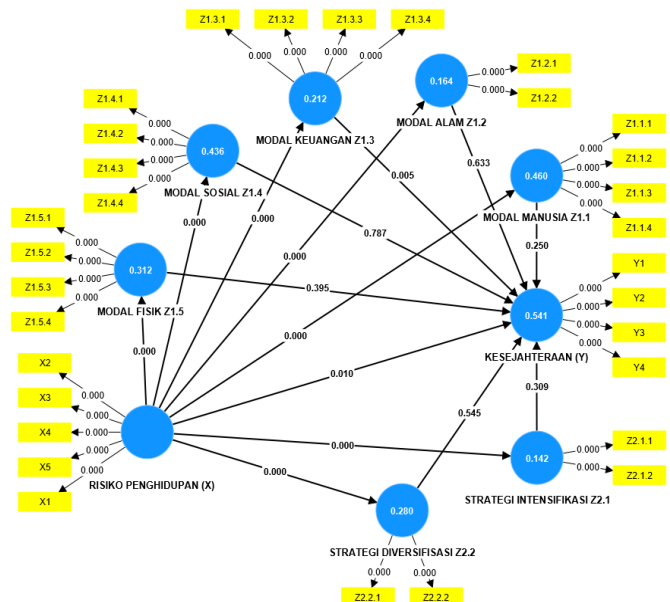 Z1.3.1
Z1.3.2
Z1.3.3
Z1.3.4
0.000
0.000
0.000
0.000
0.212
MODAL KEUANGAN Z1.3
0.164
MODAL ALAM Z1.2
0.000
0.000
Z1.2.1
Z1.2.2
Z1.4.1
Z1.4.2
Z1.4.3
Z1.4.4
0.000
0.000
0.000
0.000
0.436
MODAL SOSIAL Z1.4
0.460
MODAL MANUSIA Z1.1
0.000
0.000
0.000
0.000
Z1.1.1
Z1.1.2
Z1.1.3
Z1.1.4
Z1.5.1
Z1.5.2
Z1.5.3
Z1.5.4
0.000
0.000
0.000
0.000
0.312
MODAL FISIK Z1.5
0.005
0.633
0.787
0.250
0.395
0.000
0.000
0.000
0.000
0.000
0.010
0.541
KESEJAHTERAAN (Y)
0.000
0.000
0.000
0.000
Y1
Y2
Y3
Y4
X2
X3
X4
X5
X1
0.000
0.000
0.000
0.000
0.000
RISIKO PENGHIDUPAN (X)
0.000
0.000
0.545
0.309
0.142
STRATEGI INTENSIFIKASI Z2.1
0.000
0.000
Z2.1.1
Z2.1.2
0.280
STRATEGI DIVERSIFISASI Z2.2
0.000
0.000
Z2.2.1
Z2.2.2